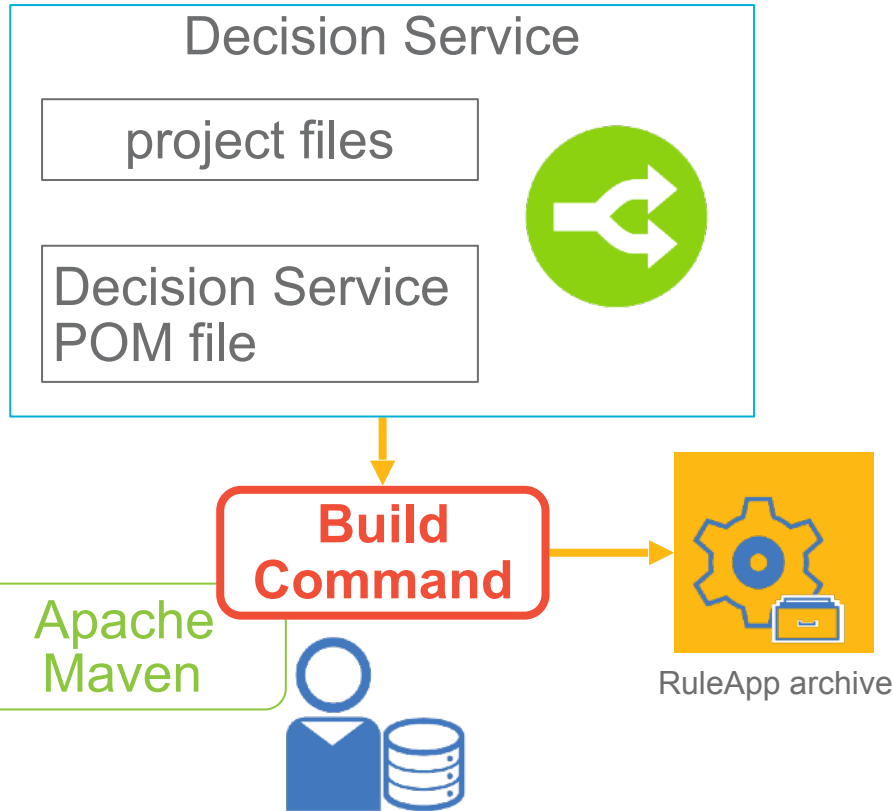 Decision Service
project files
Decision Service
POM file
Build
Command
Apache
Maven
RuleApp archive